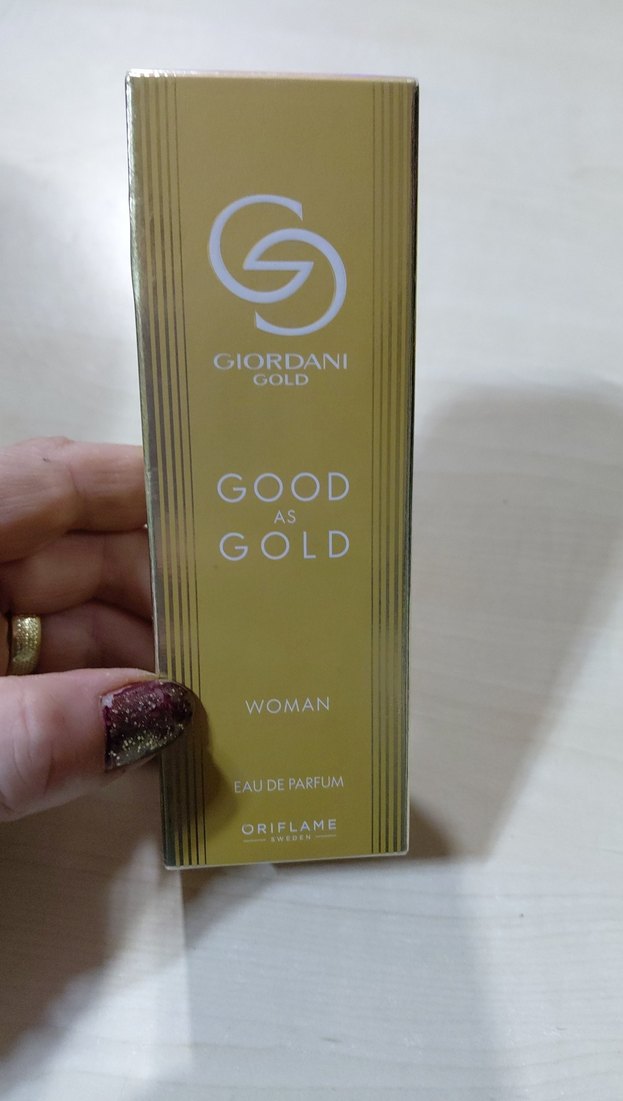 GIORDANI
GOLD
GOOD
AS
GOLD
WOMAN
EAU DE PARFUM
ORIFLAME
SWEDEN